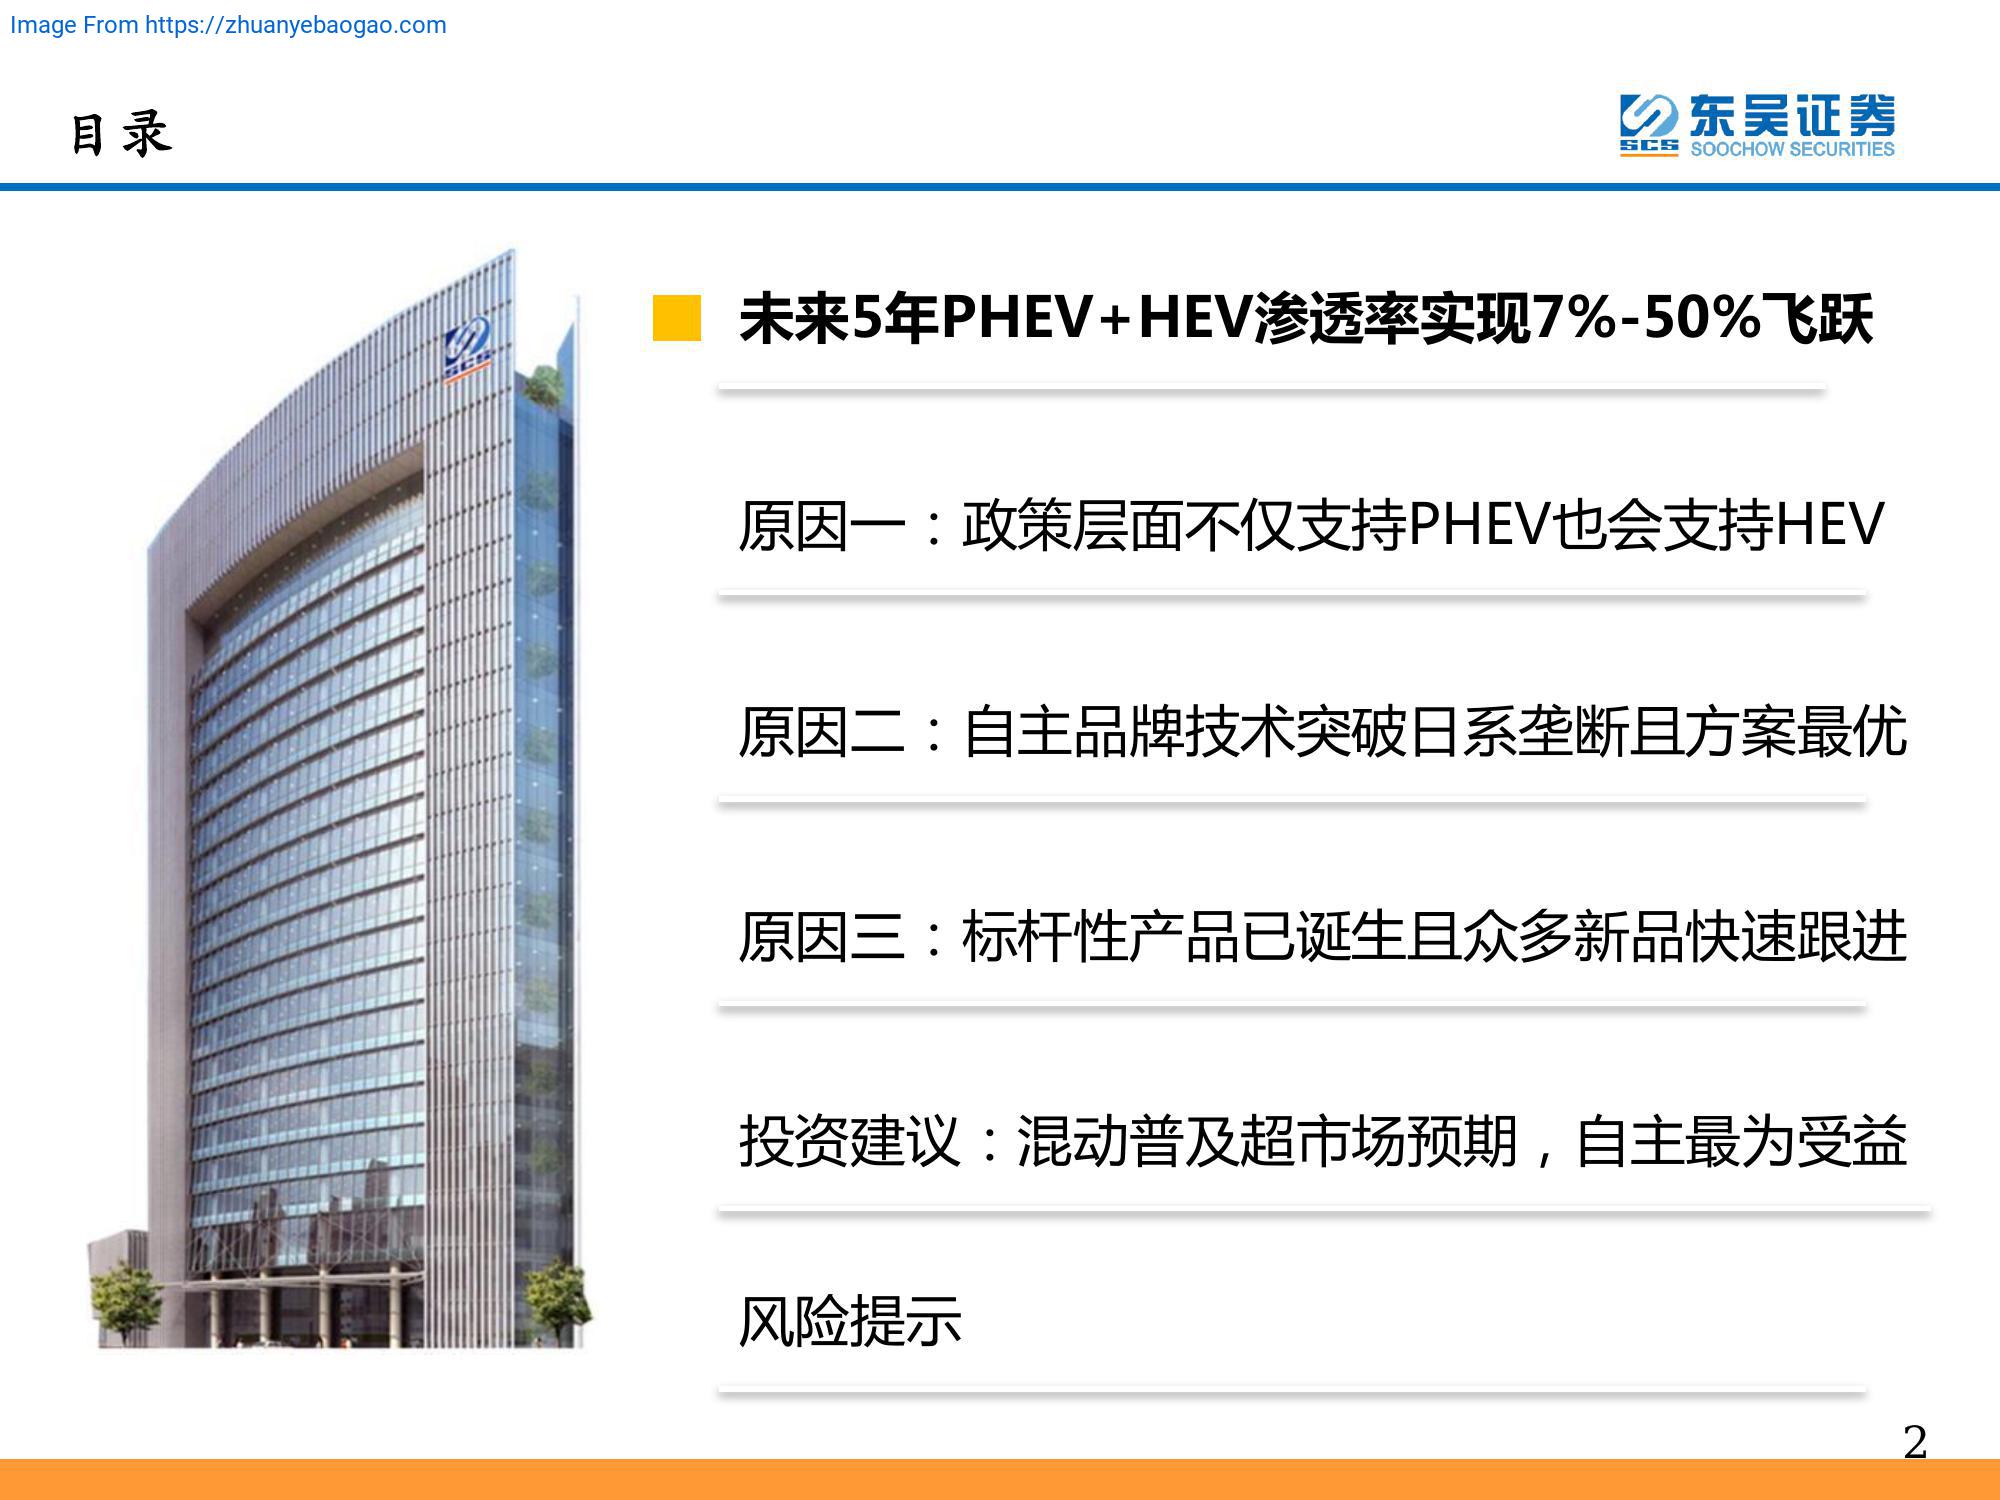 Image From https://zhuanyebaogao.com
目录
SCS
东吴证券
SOOCHOW SECURITIES
SCS
未来5年PHEV+HEV渗透率实现7%-50%飞跃
原因一：政策层面不仅支持PHEV也会支持HEV
原因二：自主品牌技术突破日系垄断且方案最优
原因三：标杆性产品已诞生且众多新品快速跟进
投资建议：混动普及超市场预期，自主最为受益
风险提示
2